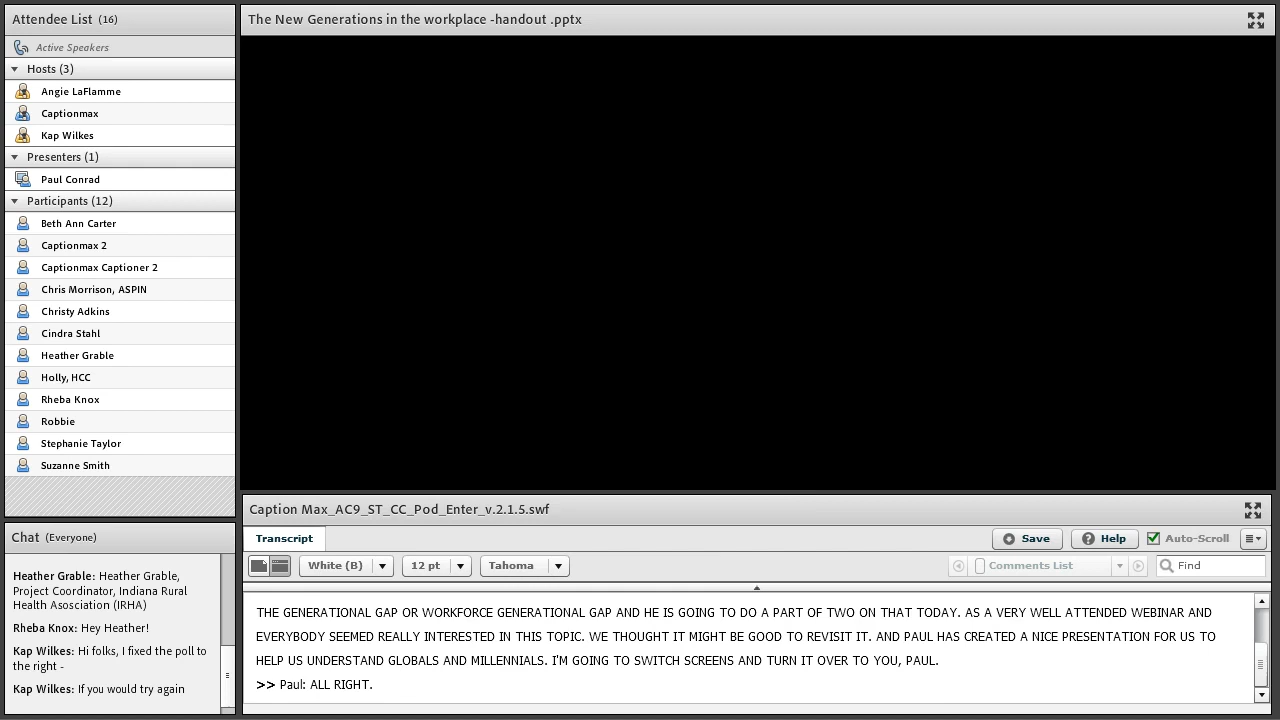 Attendee List (16)
Active Speakers
Hosts (3)
Angie LaFlamme
Captionmax
Kap Wilkes
Presenters (1)
Paul Conrad
Participants (12)
Beth Ann Carter
Captionmax 2
Captionmax Captioner 2
Chris Morrison, ASPIN
Christy Adkins
Cindra Stahl
Heather Grable
Holly, HCC
Rheba Knox
Robbie
Stephanie Taylor
Suzanne Smith
Chat (Everyone)
Heather Grable: Heather Grable,
Project Coordinator, Indiana Rural
Health Asociation (IRHA)
Rheba Knox: Hey Heather!
Kap Wilkes: Hi folks, I fixed the poll to
the right -
Kap Wilkes: If you would try again
The New Generations in the workplace -handout .pptx
Caption Max_AC9_ST_CC_Pod_Enter_v.2.1.5.swf
Transcript
Save
Help
Auto-Scroll
White (B)
12 pt
Tahoma
Comments List
Find
THE GENERATIONAL GAP OR WORKFORCE GENERATIONAL GAP AND HE IS GOING TO DO A PART OF TWO ON THAT TODAY. AS A VERY WELL ATTENDED WEBINAR AND
EVERYBODY SEEMED REALLY INTERESTED IN THIS TOPIC. WE THOUGHT IT MIGHT BE GOOD TO REVISIT IT. AND PAUL HAS CREATED A NICE PRESENTATION FOR US TO
HELP US UNDERSTAND GLOBALS AND MILLENNIALS. I'M GOING TO SWITCH SCREENS AND TURN IT OVER TO YOU, PAUL.
>> Paul: ALL RIGHT.